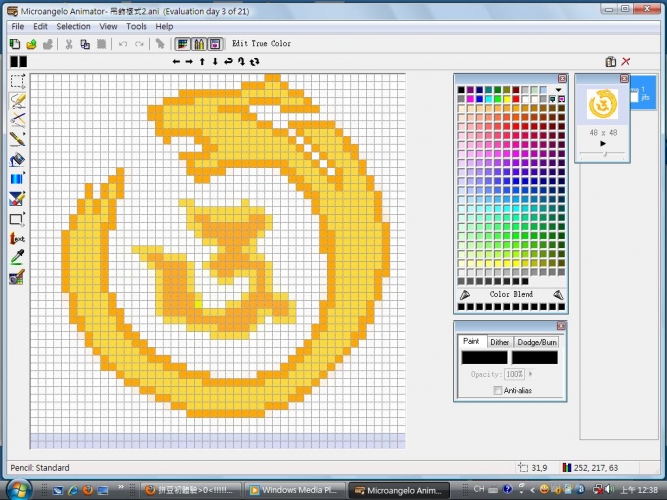 Microangelo Animator- 吊飾樣式2.ani (Evaluation day 3 of 21)
File Edit Selection View Tools Help
Edit True Color
48 x 48
Color Blend
Paint Dither Dodge/Burn
Opacity: 100%
Anti-alias
Pencil: Standard
31,9
252, 217, 63
拼豆初體驗>0<!!!!!...
Windows Media Pl...
Microangelo Anim...
CH
上午 12:38